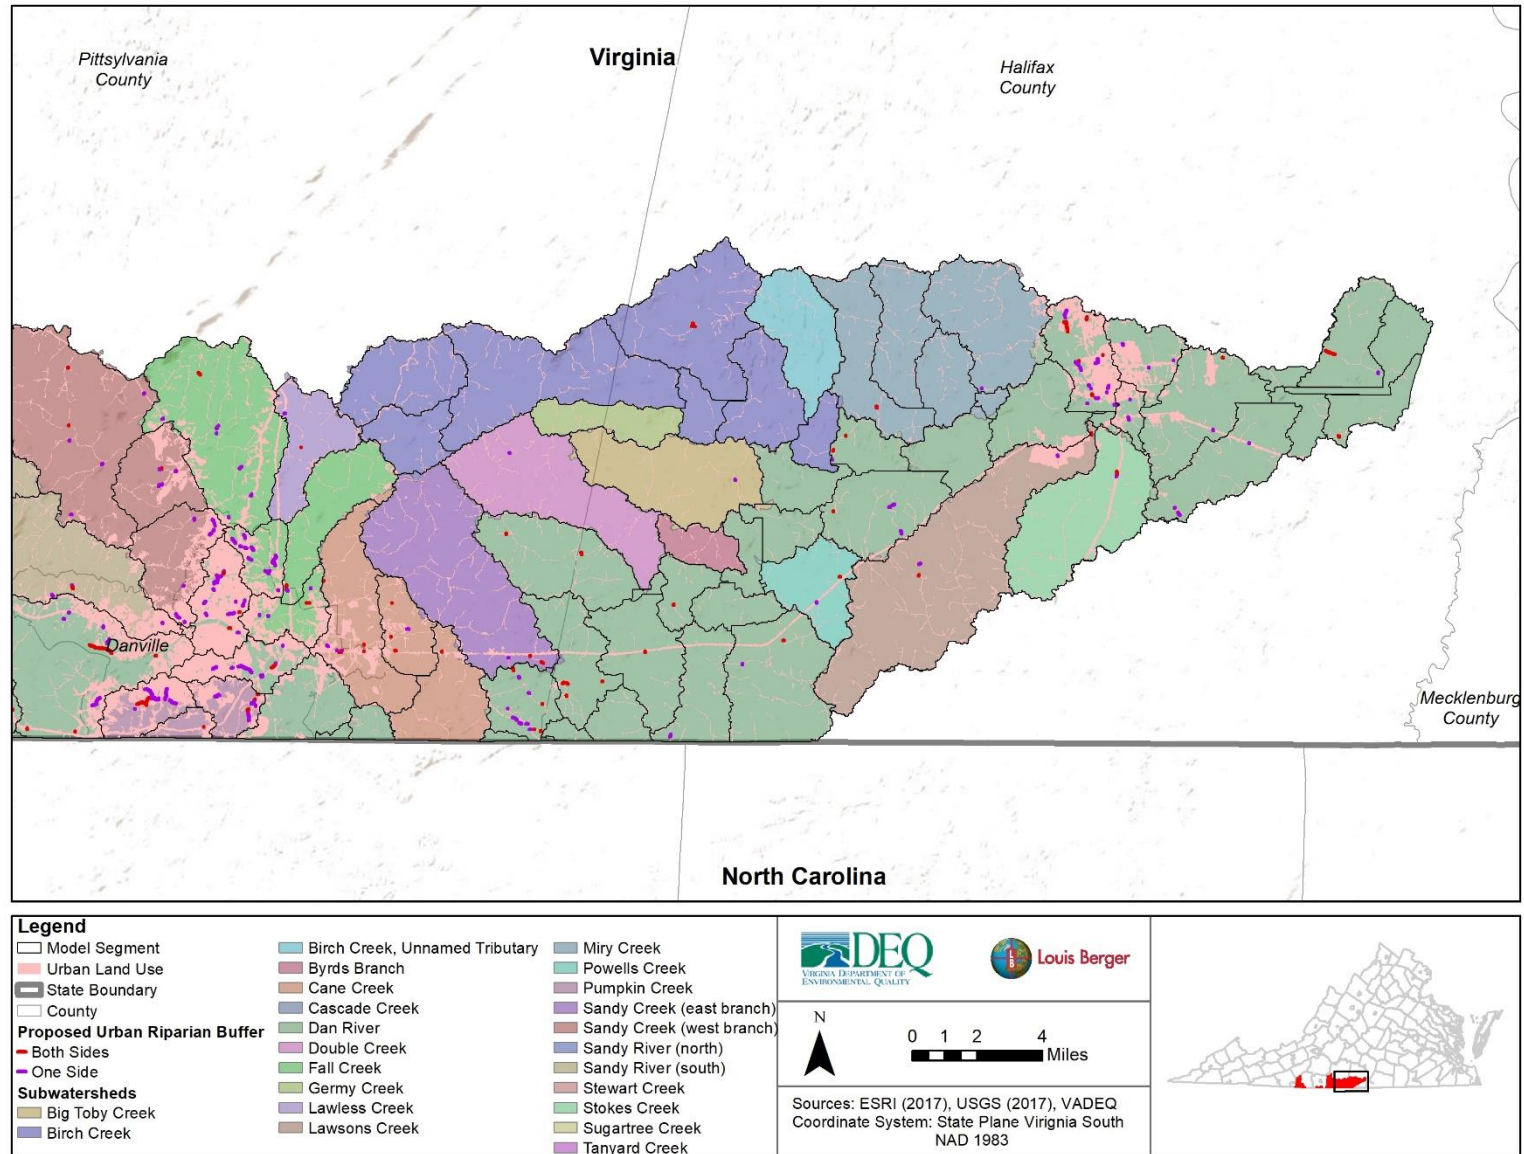 Pittsylvania
County
Virginia
Halifax
County
Danville
Mecklenburg
County
North Carolina
Legend
Model Segment
Urban Land Use
State Boundary
County
Proposed Urban Riparian Buffer
Both Sides
One Side
Subwatersheds
Big Toby Creek
Birch Creek
Birch Creek, Unnamed Tributary
Byrds Branch
Cane Creek
Cascade Creek
Dan River
Double Creek
Fall Creek
Germy Creek
Lawless Creek
Lawsons Creek
Miry Creek
Powells Creek
Pumpkin Creek
Sandy Creek (east branch)
Sandy Creek (west branch)
Sandy River (north)
Sandy River (south)
Stewart Creek
Stokes Creek
Sugartree Creek
Tanyard Creek
DEQ
VIRGINIA DEPARTMENT OF
ENVIRONMENTAL QUALITY
LB
Louis Berger
N
0 1 2 4
Miles
Sources: ESRI (2017), USGS (2017), VADEQ
Coordinate System: State Plane Virignia South
NAD 1983